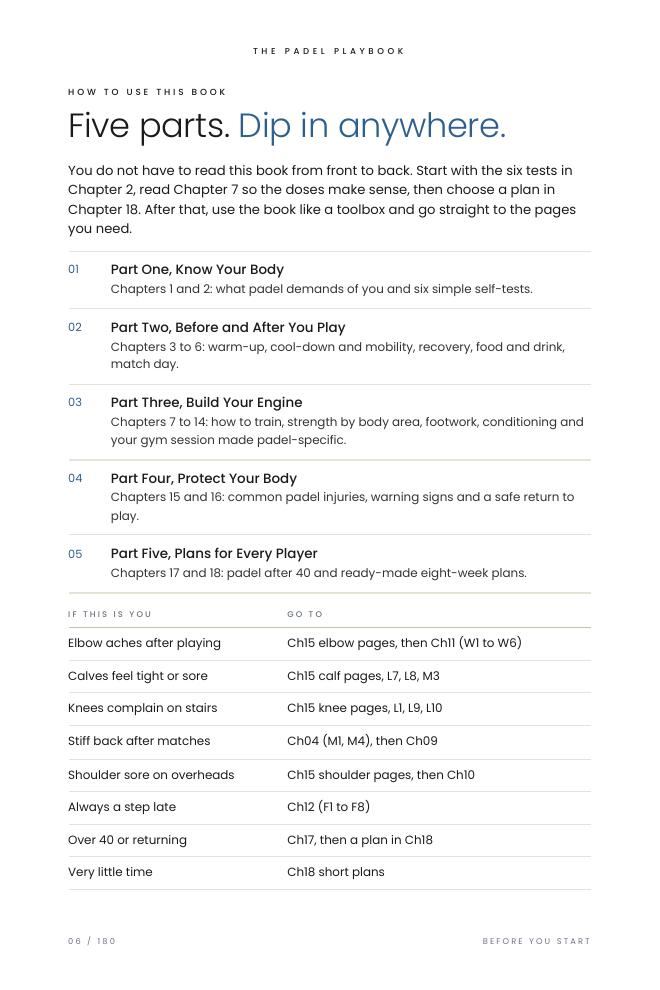 THE PADEL PLAYBOOK
HOW TO USE THIS BOOK
Five parts. Dip in anywhere.
You do not have to read this book from front to back. Start with the six tests in
Chapter 2, read Chapter 7 so the doses make sense, then choose a plan in
Chapter 18. After that, use the book like a toolbox and go straight to the pages
you need.
01 Part One, Know Your Body
Chapters 1 and 2: what padel demands of you and six simple self-tests.
02 Part Two, Before and After You Play
Chapters 3 to 6: warm-up, cool-down and mobility, recovery, food and drink,
match day.
03 Part Three, Build Your Engine
Chapters 7 to 14: how to train, strength by body area, footwork, conditioning and
your gym session made padel-specific.
04 Part Four, Protect Your Body
Chapters 15 and 16: common padel injuries, warning signs and a safe return to
play.
05 Part Five, Plans for Every Player
Chapters 17 and 18: padel after 40 and ready-made eight-week plans.
IF THIS IS YOU GO TO
Elbow aches after playing Ch15 elbow pages, then Ch11 (W1 to W6)
Calves feel tight or sore Ch15 calf pages, L7, L8, M3
Knees complain on stairs Ch15 knee pages, L1, L9, L10
Stiff back after matches Ch04 (M1, M4), then Ch09
Shoulder sore on overheads Ch15 shoulder pages, then Ch10
Always a step late Ch12 (F1 to F8)
Over 40 or returning Ch17, then a plan in Ch18
Very little time Ch18 short plans
06 / 180 BEFORE YOU START